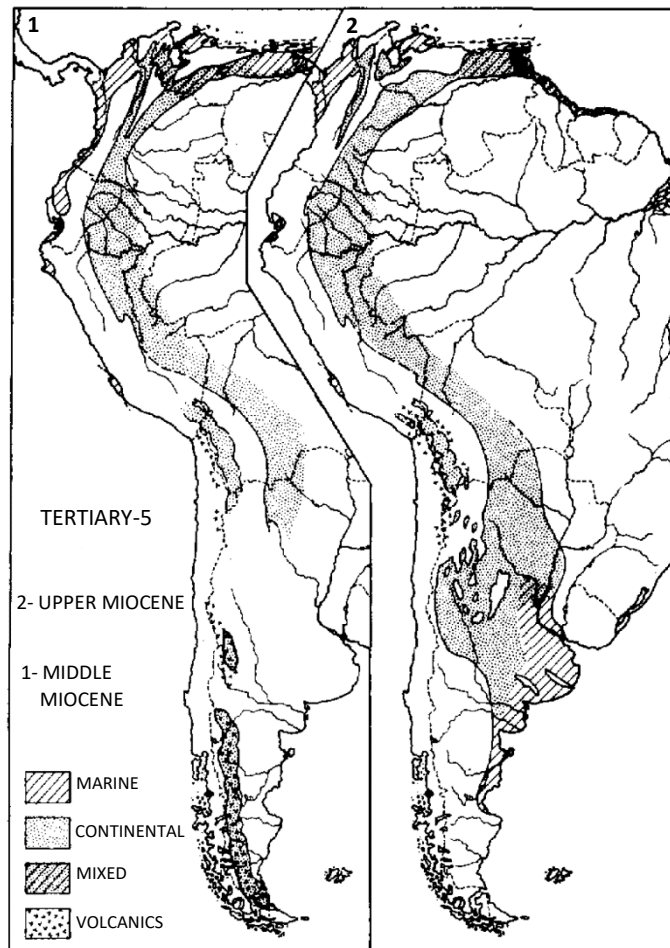 1
2
TERTIARY-5
2- UPPER MIOCENE
1- MIDDLE
MIOCENE
MARINE
CONTINENTAL
MIXED
VOLCANICS